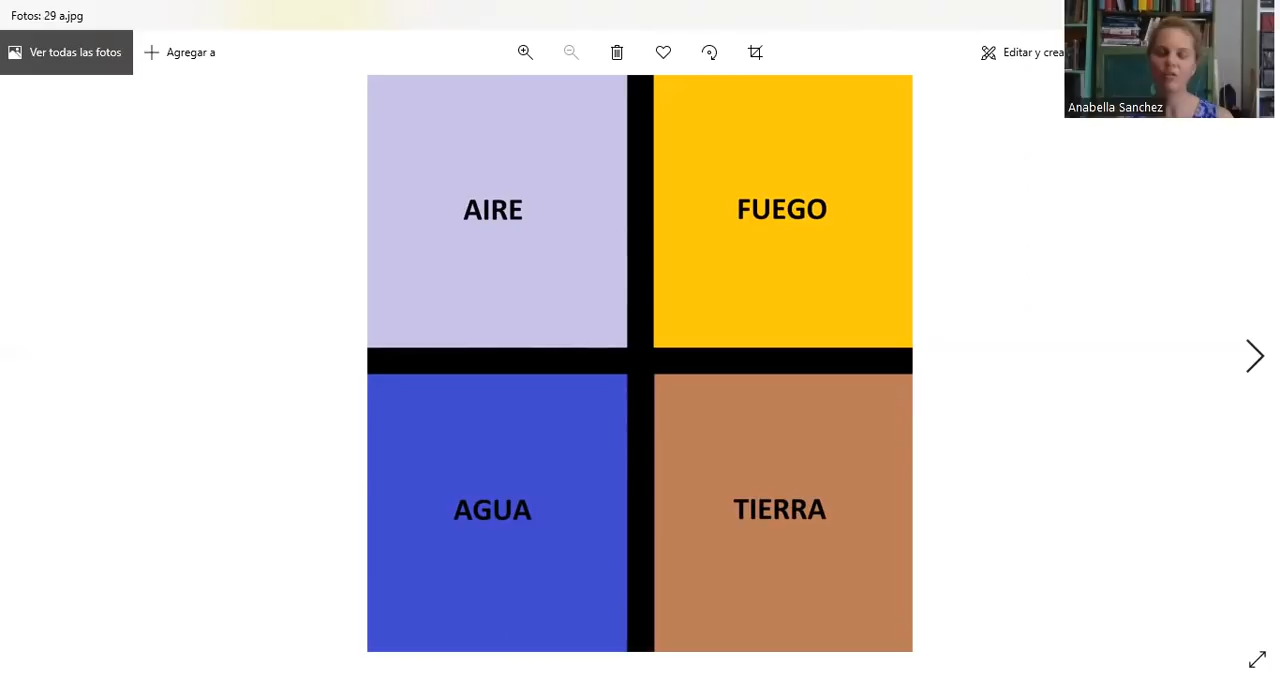 Fotos: 29 a.jpg
Ver todas las fotos
Agregar a
Editar y crea
Anabella Sanchez
AIRE
FUEGO
AGUA
TIERRA